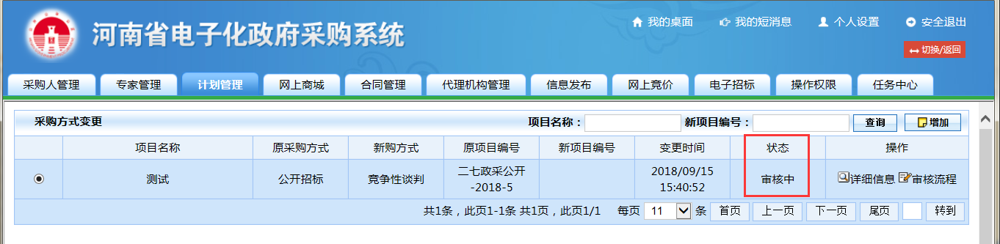 我的桌面 我的短消息 个人设置 安全退出
河南省电子化政府采购系统
切换/返回
采购人管理 专家管理 计划管理 网上商城 合同管理 代理机构管理 信息发布 网上竞价 电子招标 操作权限 任务中心
采购方式变更 项目名称： 新项目编号： 查询 增加
项目名称 原采购方式 新购方式 原项目编号 新项目编号 变更时间 状态 操作
测试 公开招标 竞争性谈判 二七政采公开 2018/09/15 审核中 详细信息 审核流程
-2018-5 15:40:52
共1条，此页1-1条 共1页，此页1/1 每页 11 条 首页 上一页 下一页 尾页 转到